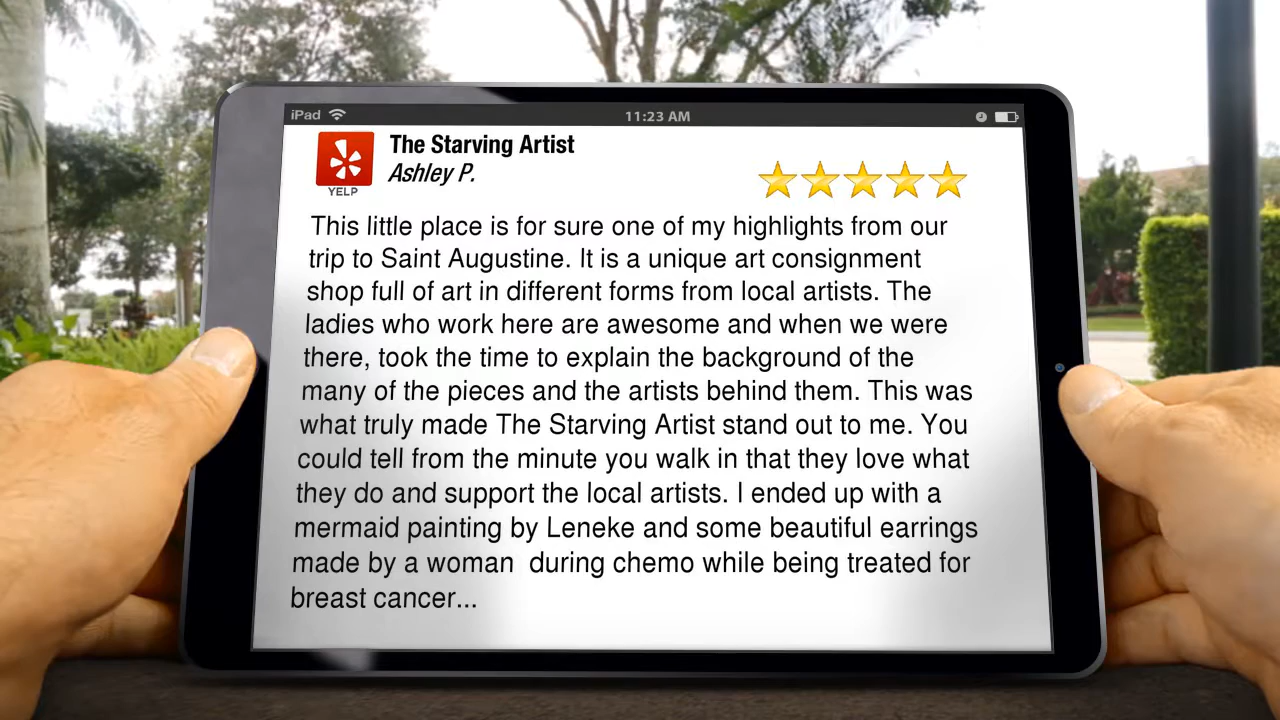 iPad
11:23 AM
The Starving Artist
Ashley P.
YELP
This little place is for sure one of my highlights from our
trip to Saint Augustine. It is a unique art consignment
shop full of art in different forms from local artists. The
ladies who work here are awesome and when we were
there, took the time to explain the background of the
many of the pieces and the artists behind them. This was
what truly made The Starving Artist stand out to me. You
could tell from the minute you walk in that they love what
they do and support the local artists. I ended up with a
mermaid painting by Leneke and some beautiful earrings
made by a woman  during chemo while being treated for
breast cancer...